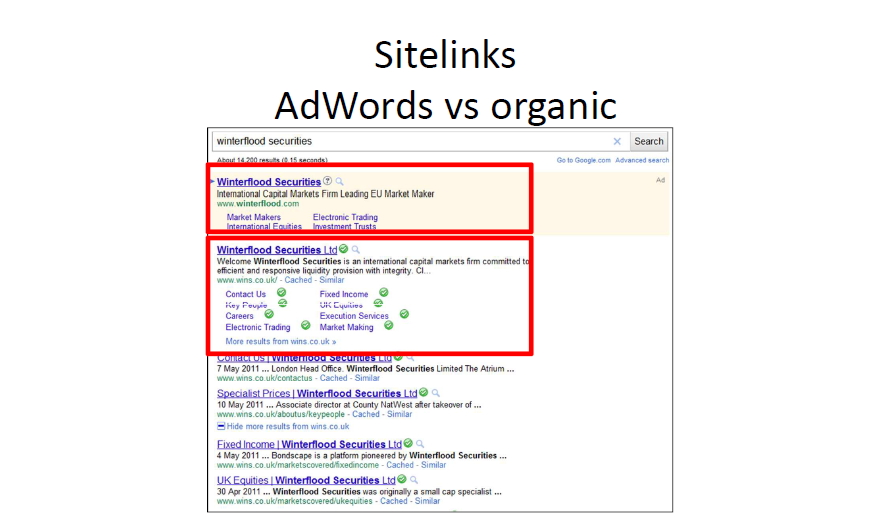 Sitelinks
AdWords vs organic
winterflood securities
Search
About 14,200 results (0.15 seconds)
Go to Google.com Advanced search
Winterflood Securities
Ad
International Capital Markets Firm Leading EU Market Maker
www.winterflood.com
Market Makers Electronic Trading
International Equities Investment Trusts
Winterflood Securities Ltd
Welcome Winterflood Securities is an international capital markets firm committed to
efficient and responsive liquidity provision with integrity. Cl...
www.wins.co.uk/ - Cached - Similar
Contact Us Fixed Income
Key People UK Equities
Careers Execution Services
Electronic Trading Market Making
More results from wins.co.uk »
Contact Us | Winterflood Securities Ltd
7 May 2011 ... London Head Office. Winterflood Securities Limited The Atrium ...
www.wins.co.uk/contactus - Cached - Similar
Specialist Prices | Winterflood Securities Ltd
10 May 2011 ... Associate director at County NatWest after takeover of ...
www.wins.co.uk/aboutus/keypeople - Cached - Similar
Hide more results from wins.co.uk
Fixed Income | Winterflood Securities Ltd
4 May 2011 ... Bondscape is a platform pioneered by Winterflood Securities ...
www.wins.co.uk/marketscovered/fixedincome - Cached - Similar
UK Equities | Winterflood Securities Ltd
30 Apr 2011 ... Winterflood Securities was originally a small cap specialist ...
www.wins.co.uk/marketscovered/ukequities - Cached - Similar